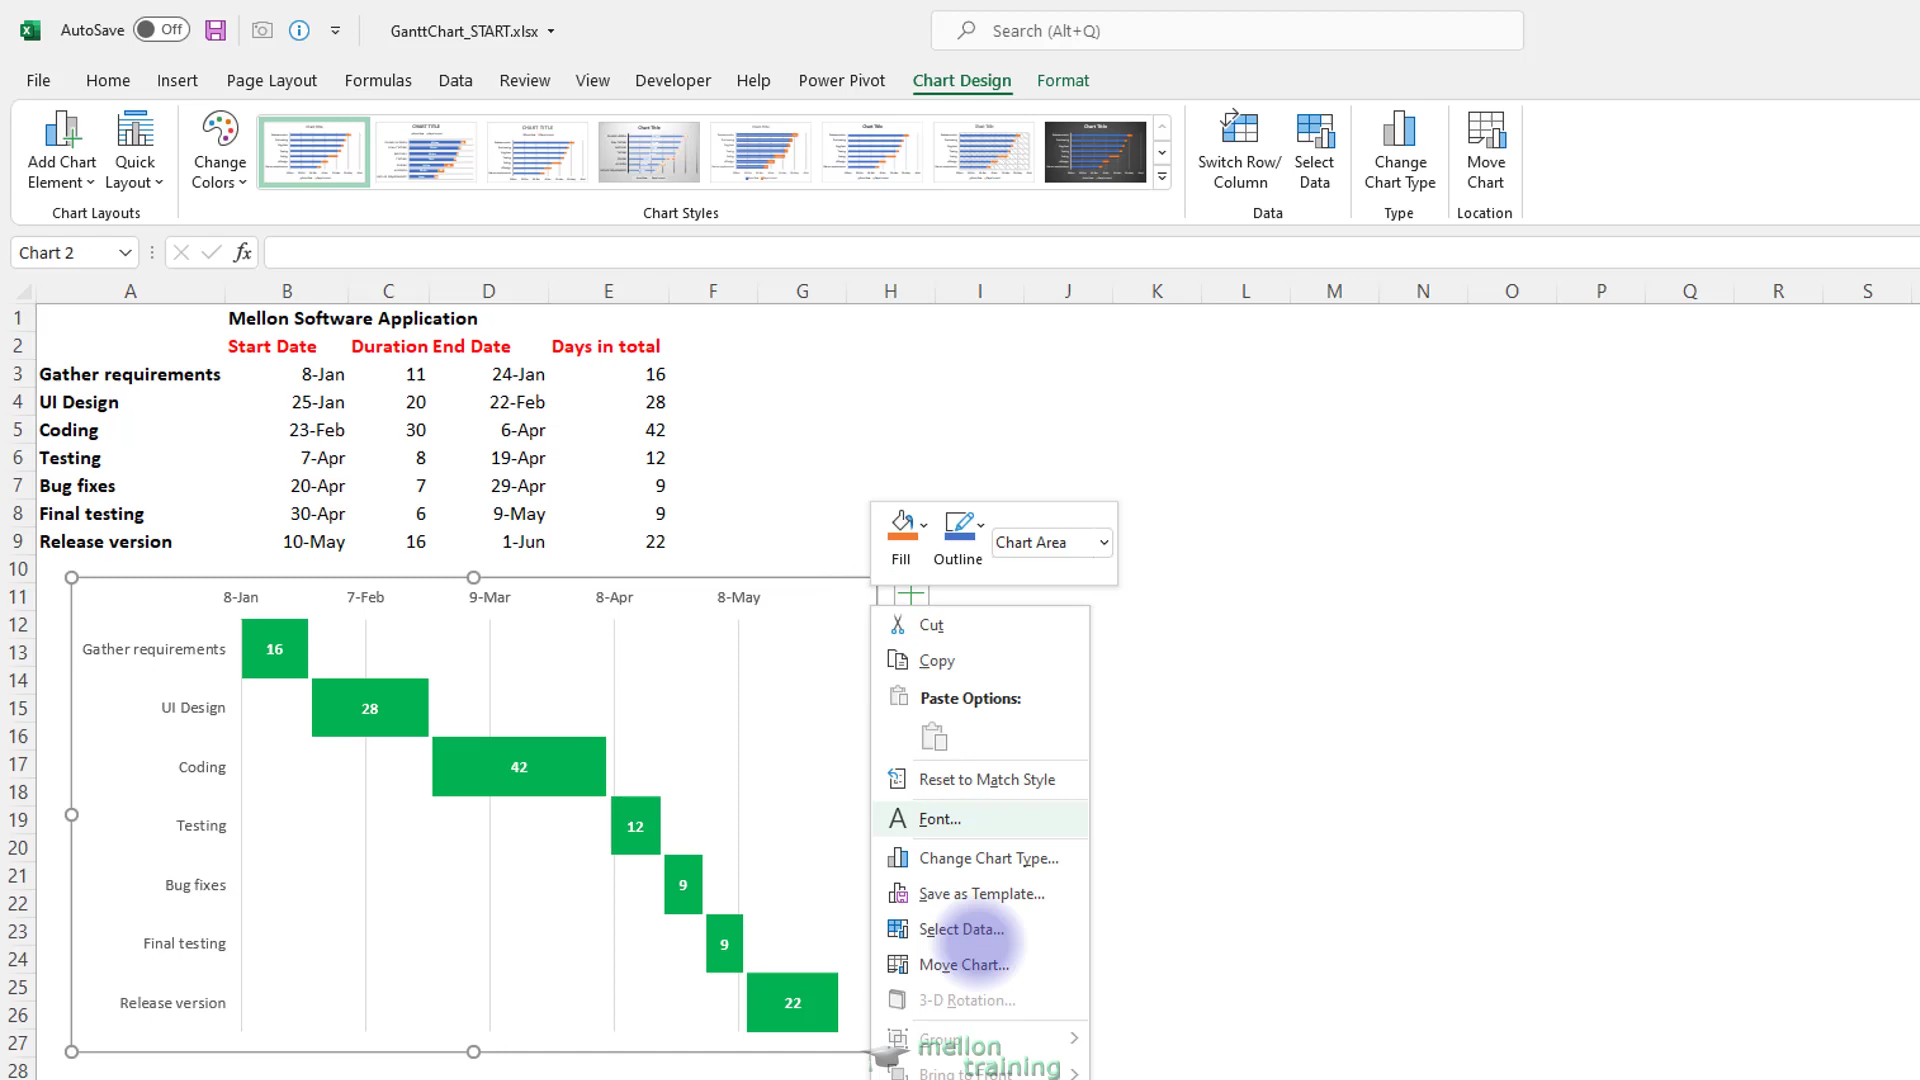 AutoSave Off GanttChart_START.xlsx Search (Alt+Q)
File Home Insert Page Layout Formulas Data Review View Developer Help Power Pivot Chart Design Format
Add Chart Element Quick Layout Change Colors Switch Row/ Column Select Data Change Chart Type Move Chart
Chart Layouts Chart Styles Data Type Location
Chart 2 fx
A B C D E F G H I J K L M N O P Q R S
1 Mellon Software Application
2 Start Date Duration End Date Days in total
3 Gather requirements 8-Jan 11 24-Jan 16
4 UI Design 25-Jan 20 22-Feb 28
5 Coding 23-Feb 30 6-Apr 42
6 Testing 7-Apr 8 19-Apr 12
7 Bug fixes 20-Apr 7 29-Apr 9
8 Final testing 30-Apr 6 9-May 9
9 Release version 10-May 16 1-Jun 22
10
11 8-Jan 7-Feb 9-Mar 8-Apr 8-May
12
13 Gather requirements 16
14
15 UI Design 28
16
17 Coding 42
18
19 Testing 12
20
21 Bug fixes 9
22
23 Final testing 9
24
25 Release version 22
26
27
28
Fill Outline Chart Area
Cut
Copy
Paste Options:
Reset to Match Style
A Font...
Change Chart Type...
Save as Template...
Select Data...
Move Chart...
3-D Rotation...
Group
Bring to Front
mellon
training